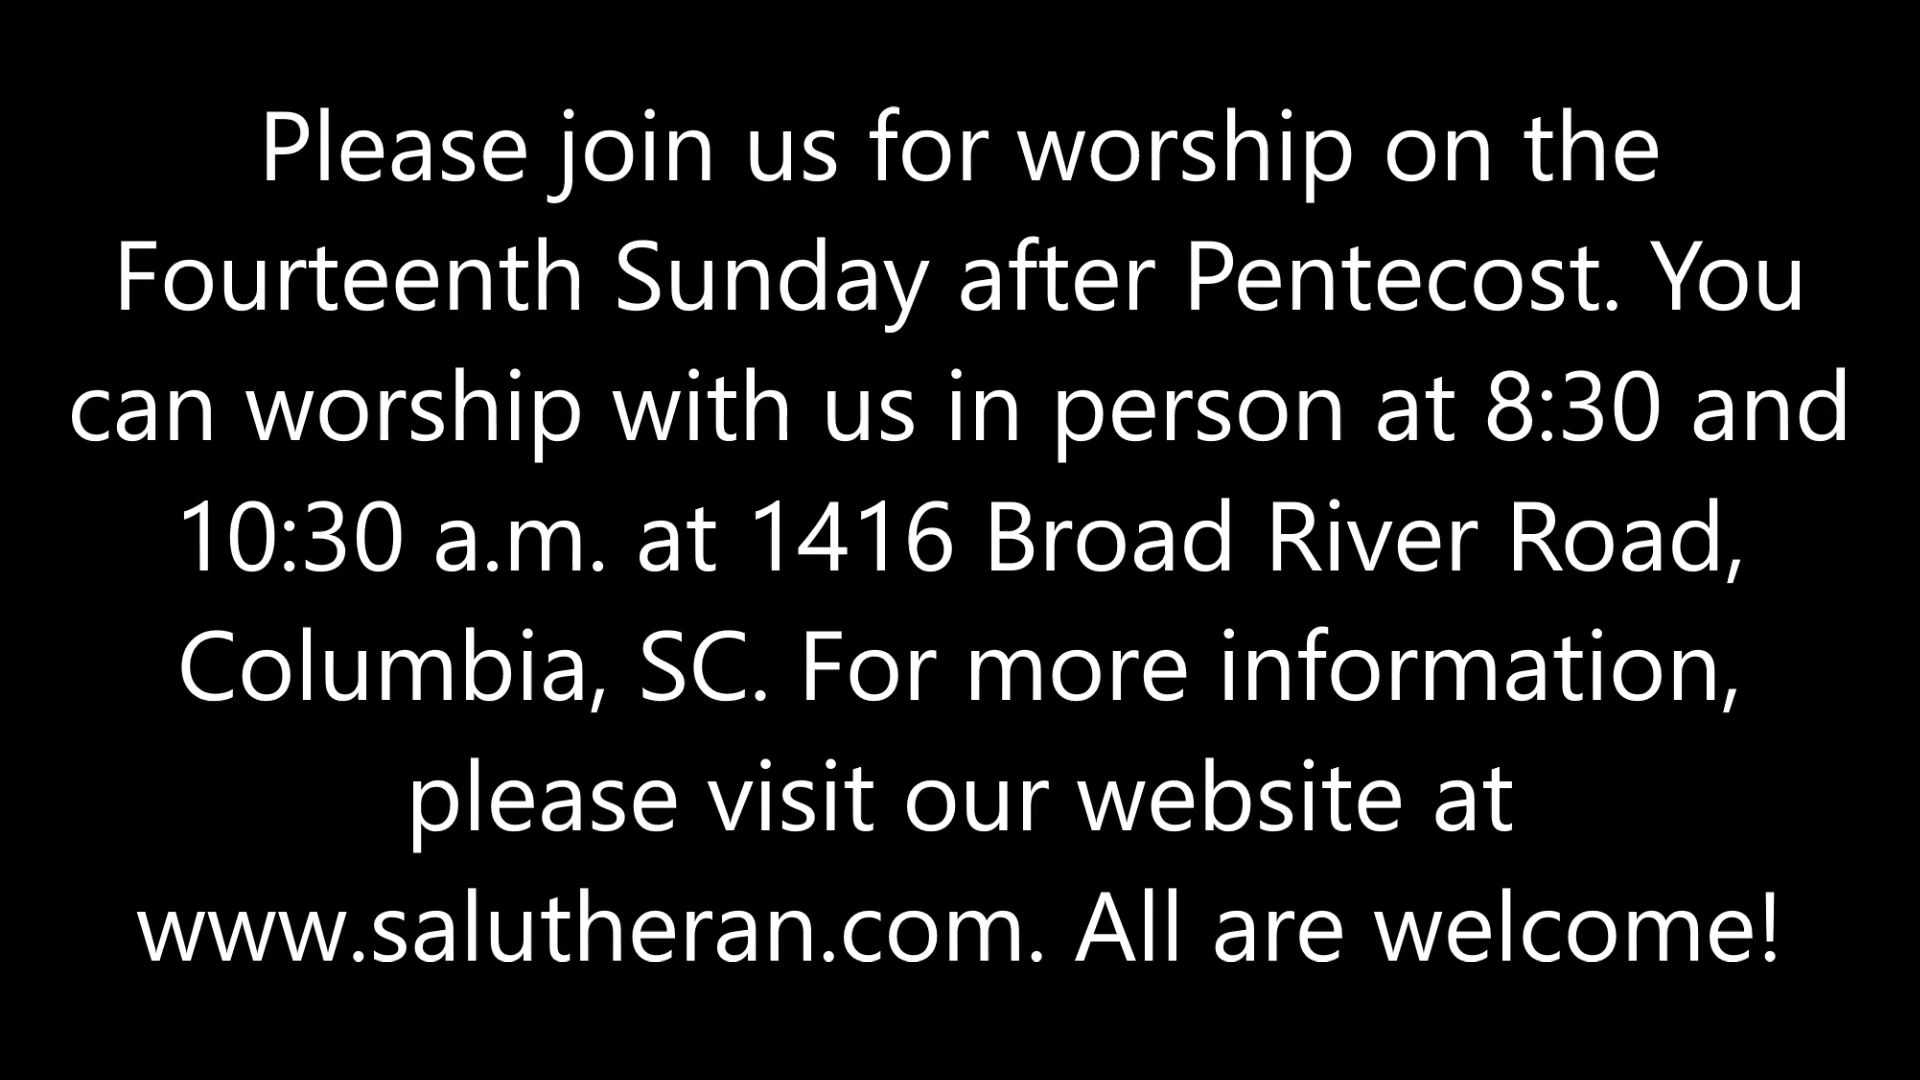 Please join us for worship on the
Fourteenth Sunday after Pentecost. You
can worship with us in person at 8:30 and
10:30 a.m. at 1416 Broad River Road,
Columbia, SC. For more information,
please visit our website at
www.salutheran.com. All are welcome!